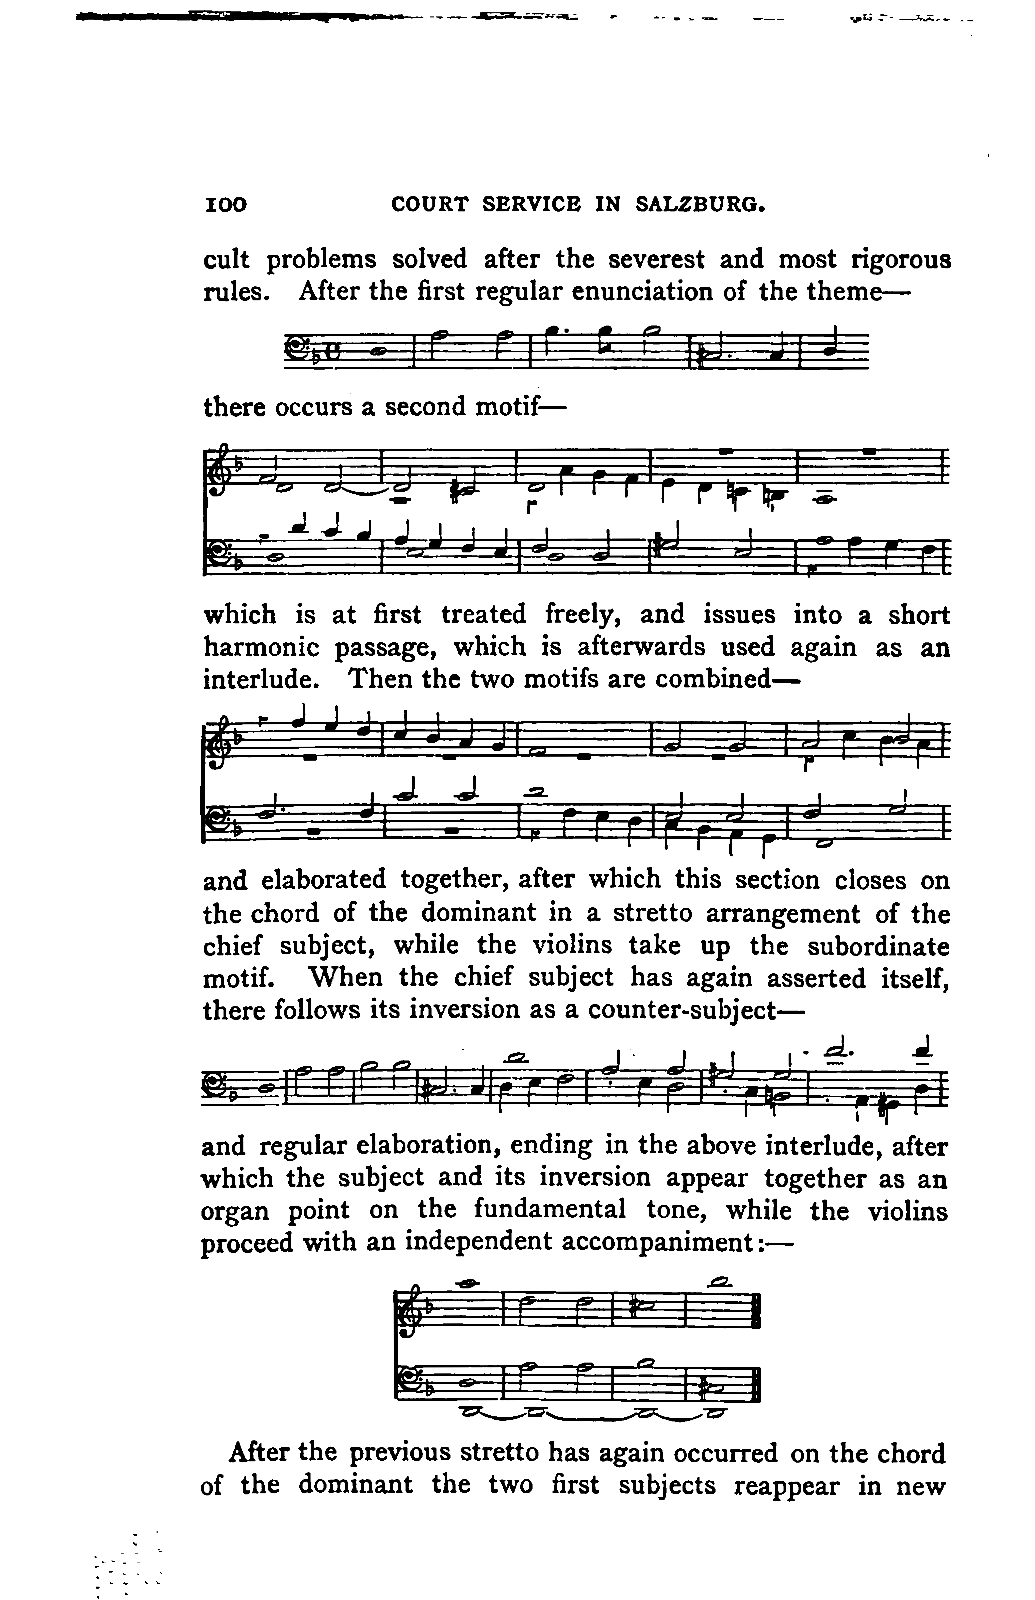 100 COURT SERVICE IN SALZBURG.
cult problems solved after the severest and most rigorous
rules. After the first regular enunciation of the theme—
there occurs a second motif—
which is at first treated freely, and issues into a short
harmonic passage, which is afterwards used again as an
interlude. Then the two motifs are combined—
and elaborated together, after which this section closes on
the chord of the dominant in a stretto arrangement of the
chief subject, while the violins take up the subordinate
motif. When the chief subject has again asserted itself,
there follows its inversion as a counter-subject—
and regular elaboration, ending in the above interlude, after
which the subject and its inversion appear together as an
organ point on the fundamental tone, while the violins
proceed with an independent accompaniment:—
After the previous stretto has again occurred on the chord
of the dominant the two first subjects reappear in new